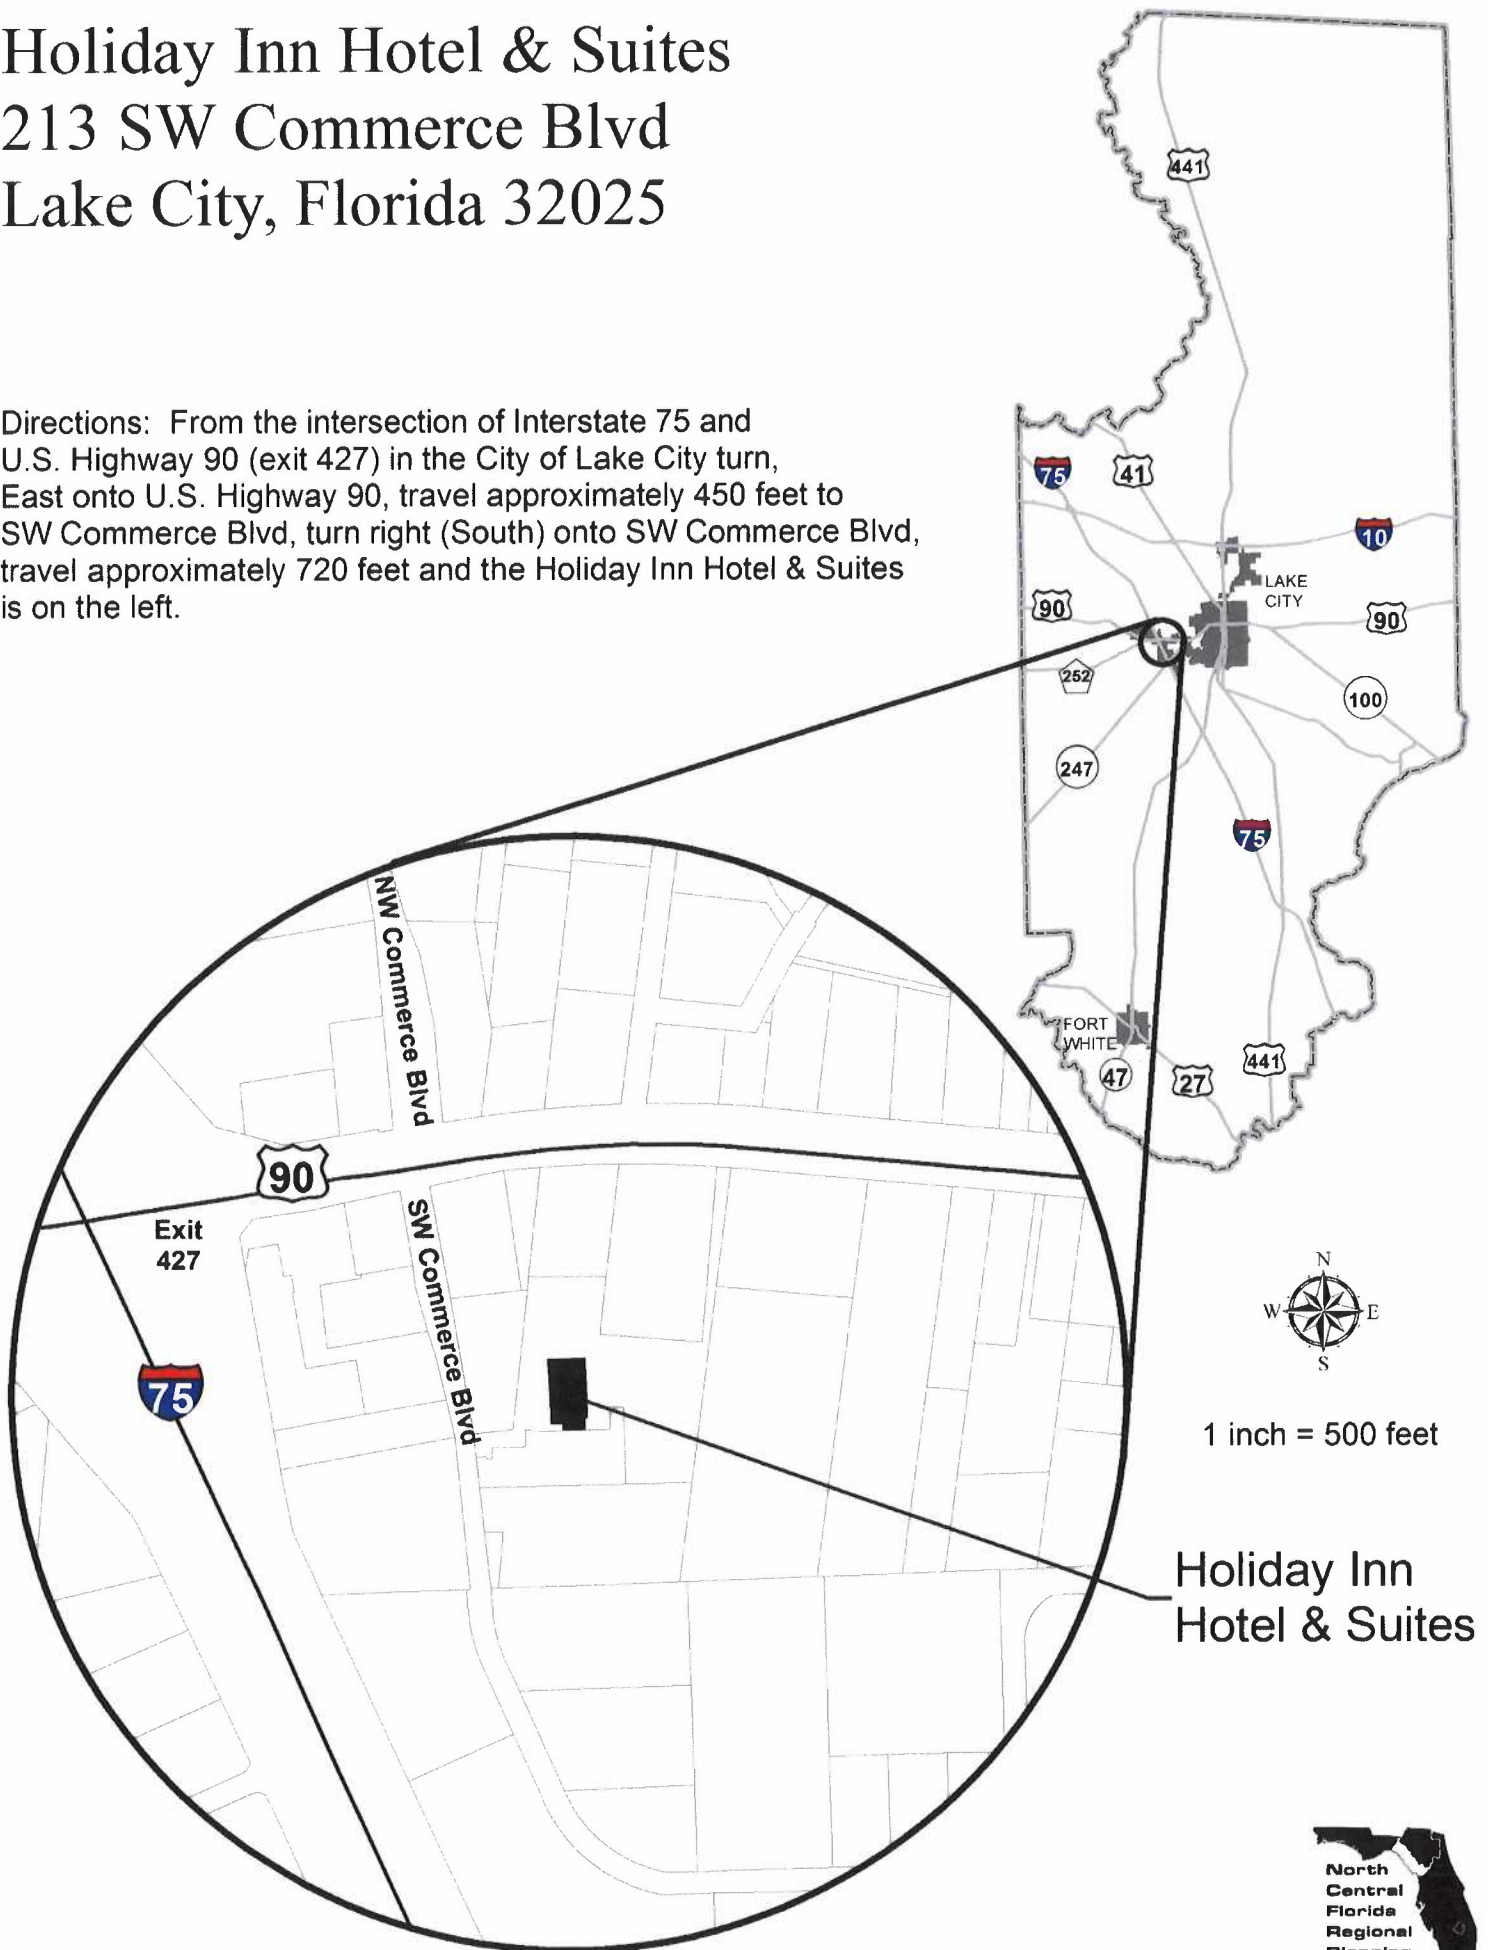 Holiday Inn Hotel & Suites
213 SW Commerce Blvd
Lake City, Florida 32025
Directions:  From the intersection of Interstate 75 and
U.S. Highway 90 (exit 427) in the City of Lake City turn,
East onto U.S. Highway 90, travel approximately 450 feet to
SW Commerce Blvd, turn right (South) onto SW Commerce Blvd,
travel approximately 720 feet and the Holiday Inn Hotel & Suites
is on the left.
441
75
41
10
LAKE
CITY
90
90
252
100
247
75
FORT
WHITE
47
27
441
NW Commerce Blvd
90
Exit
427
SW Commerce Blvd
75
N
W
E
S
1 inch = 500 feet
Holiday Inn
Hotel & Suites
North
Central
Florida
Regional